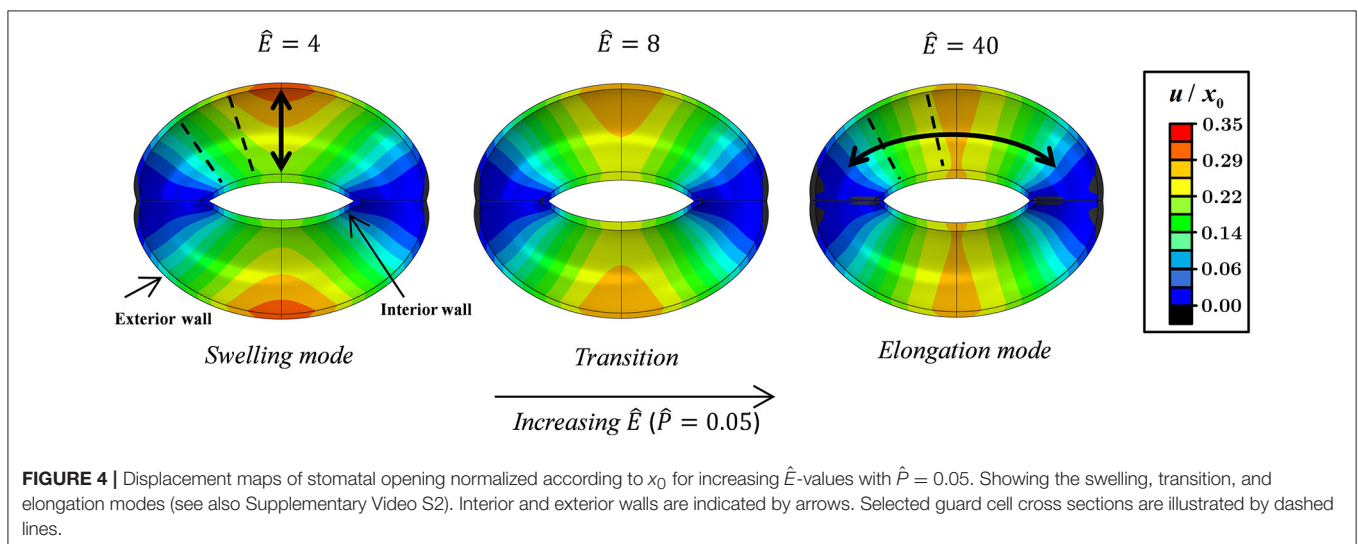 Ê = 4
Ê = 8
Ê = 40
u / x₀
0.35
0.29
0.22
0.14
0.06
0.00
Exterior wall
Interior wall
Swelling mode
Transition
Elongation mode
Increasing Ê (P̂ = 0.05)
FIGURE 4 | Displacement maps of stomatal opening normalized according to x₀ for increasing Ê-values with P̂ = 0.05. Showing the swelling, transition, and
elongation modes (see also Supplementary Video S2). Interior and exterior walls are indicated by arrows. Selected guard cell cross sections are illustrated by dashed
lines.